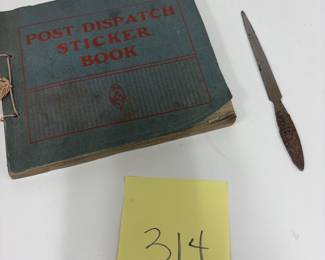 POST-DISPATCH
STICKER
BOOK
314